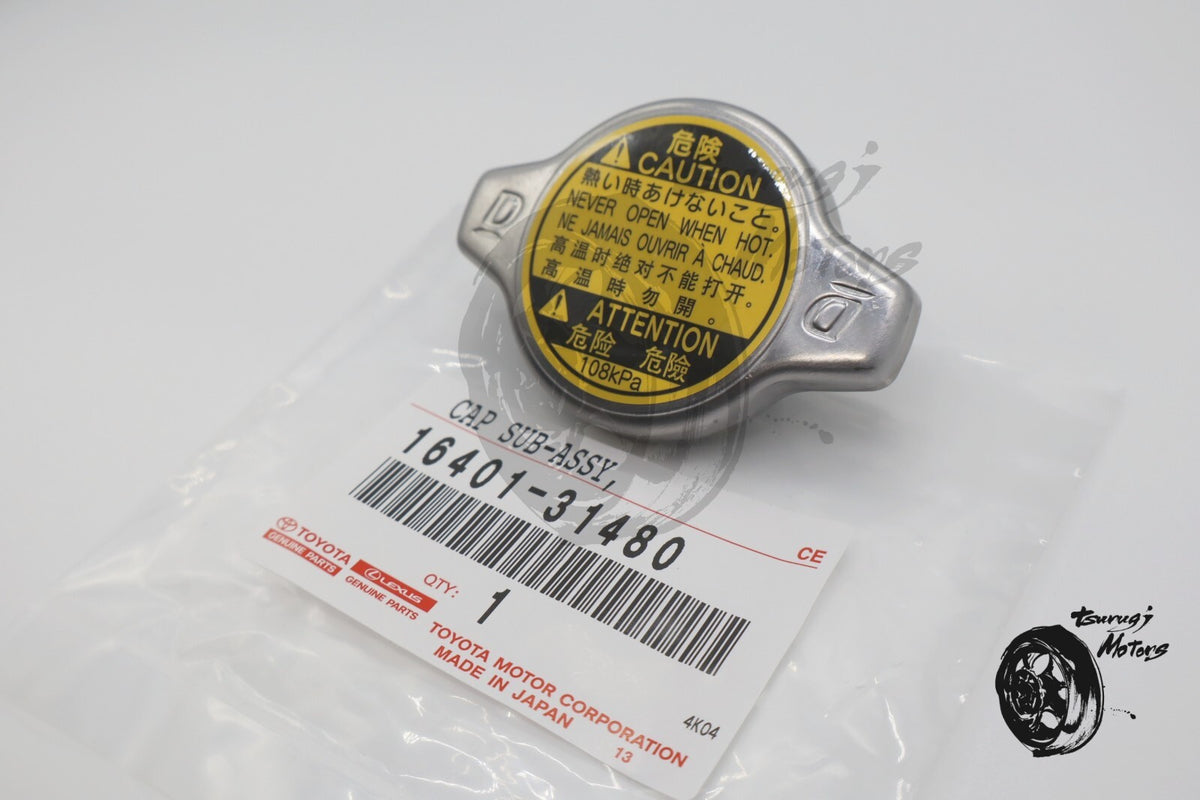 危険
CAUTION
熱い時あけないこと。
NEVER OPEN WHEN HOT.
NE JAMAIS OUVRIR À CHAUD.
高温时绝对不能打开。
高温時勿開。
ATTENTION
危险 危險
108kPa
D
D
CAP SUB-ASSY,
16401-31480
CE
TOYOTA
GENUINE PARTS
LEXUS
GENUINE PARTS
QTY:
1
TOYOTA MOTOR CORPORATION
MADE IN JAPAN
13
4K04
tsurugi
Motors